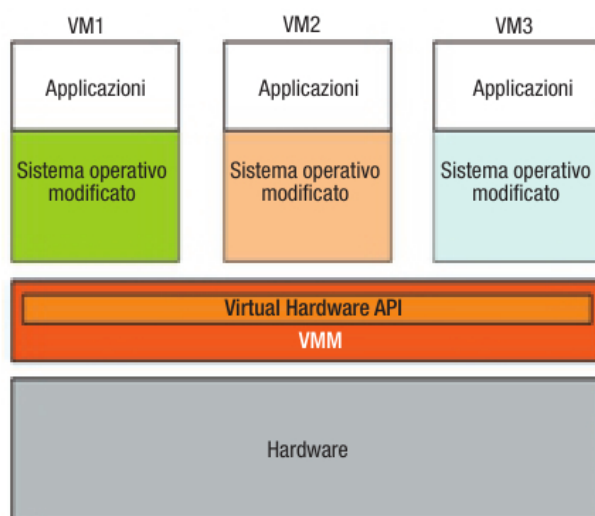 VM1
VM2
VM3
Applicazioni
Applicazioni
Applicazioni
Sistema operativo
modificato
Sistema operativo
modificato
Sistema operativo
modificato
Virtual Hardware API
VMM
Hardware